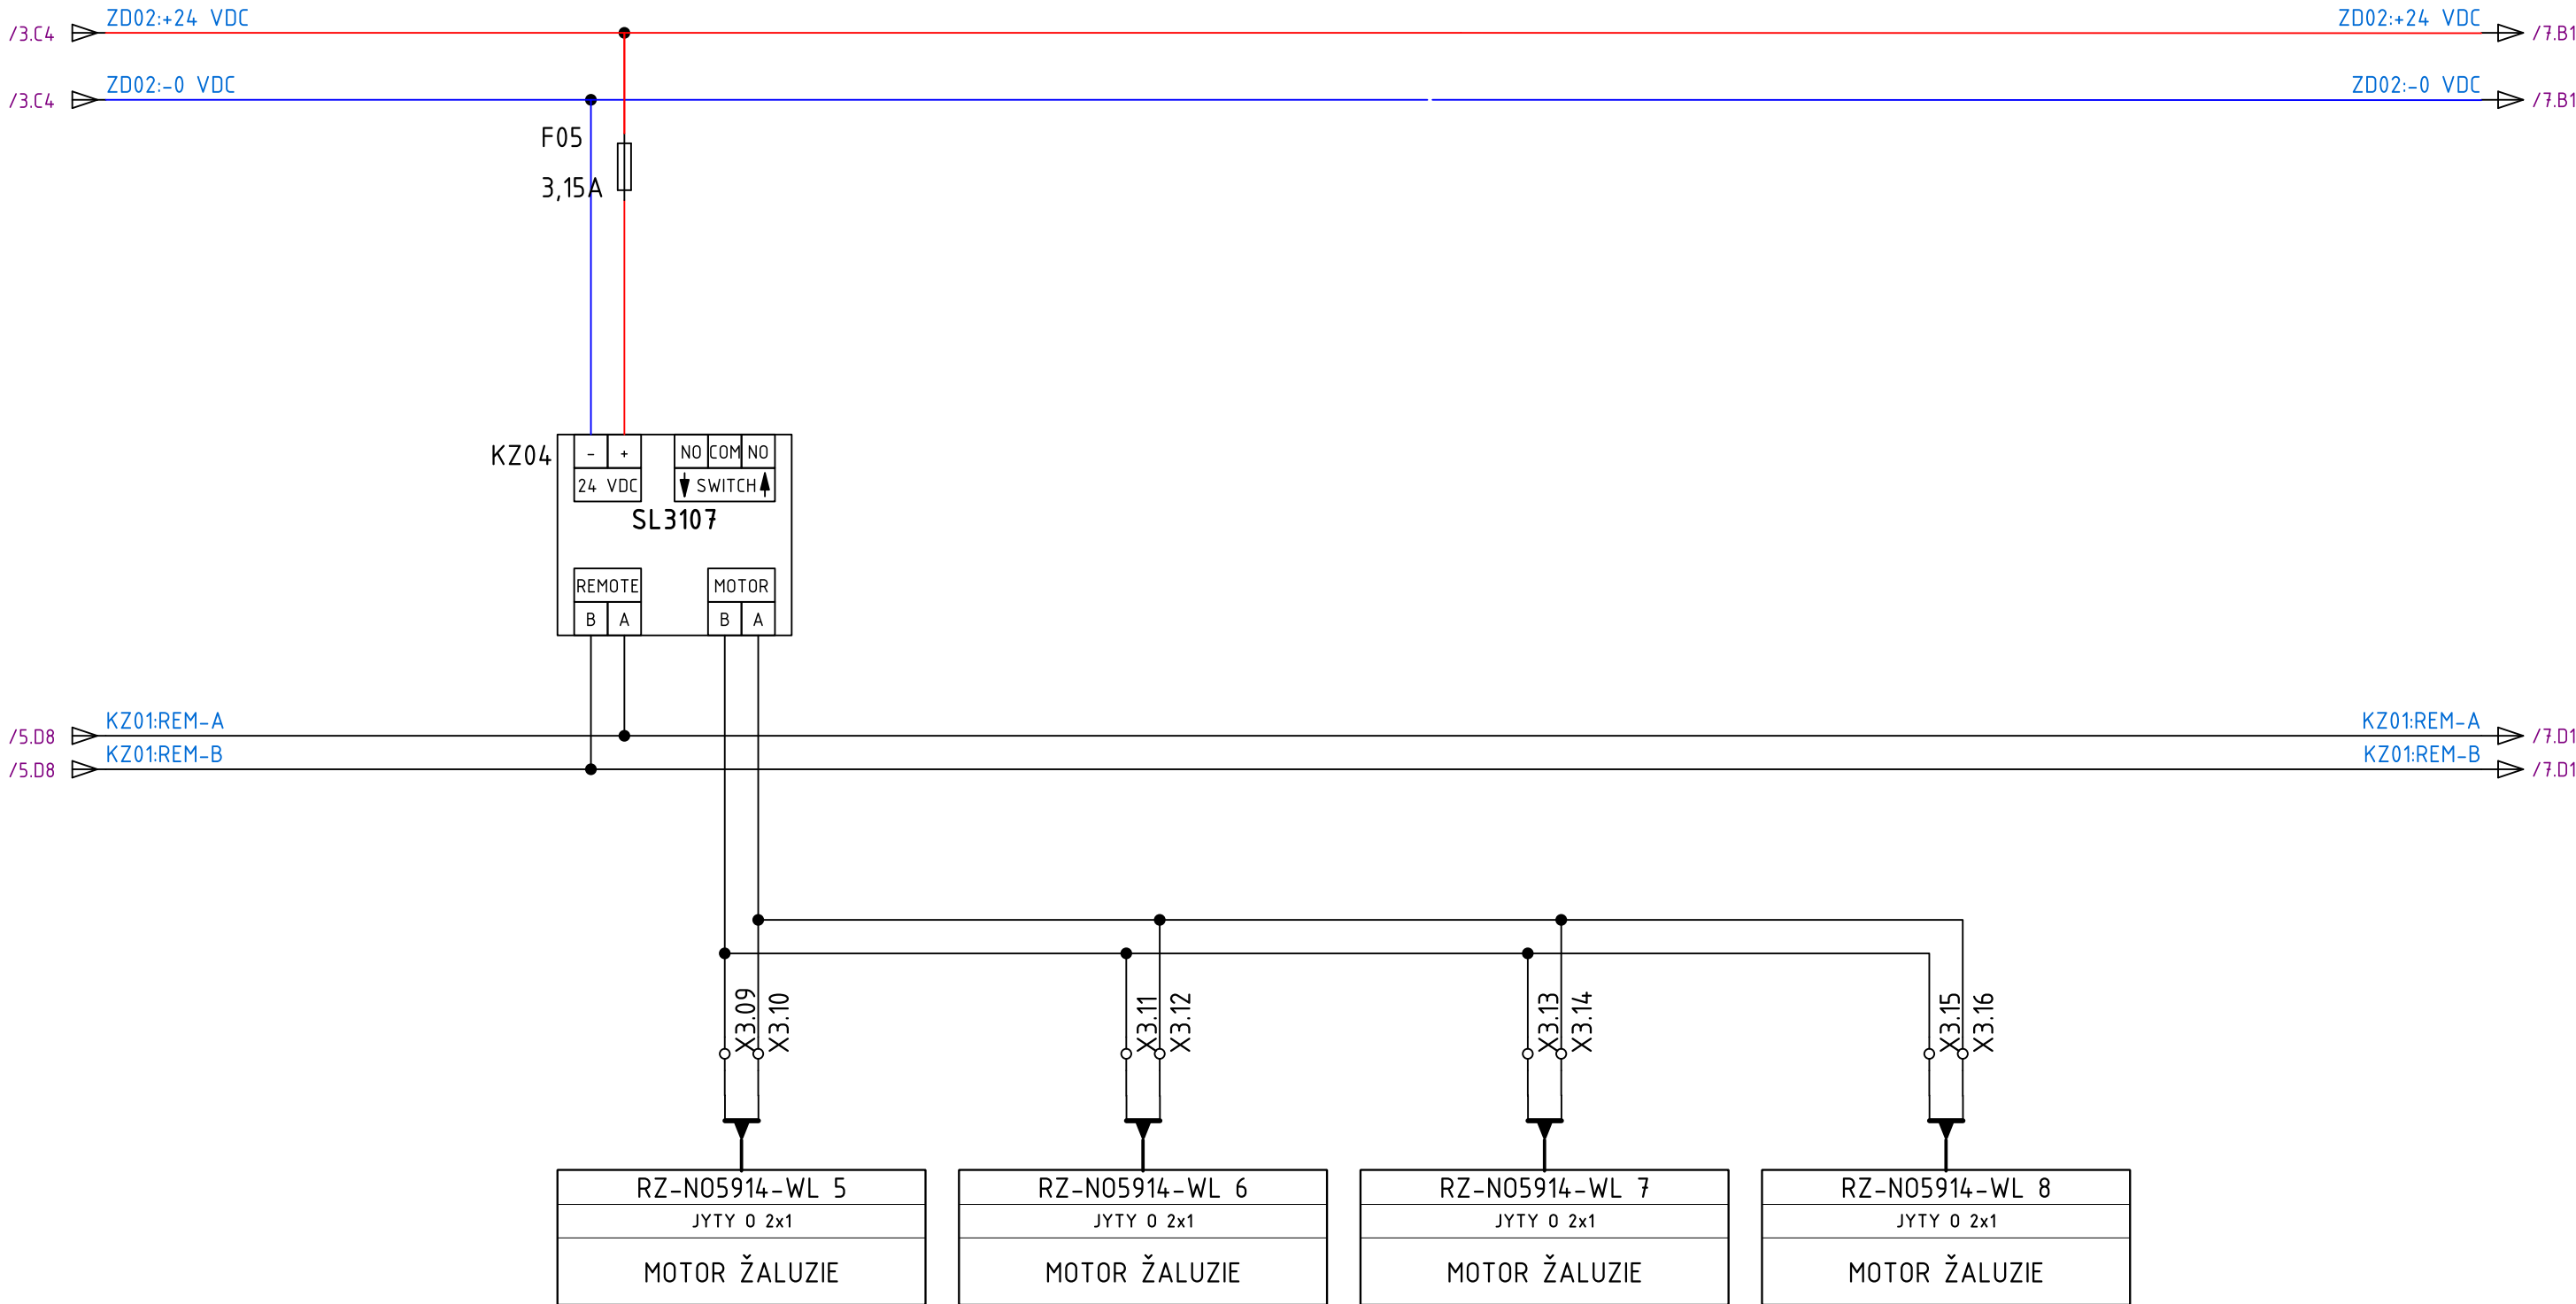 /3.C4 ZD02:+24 VDC ZD02:+24 VDC /7.B1
/3.C4 ZD02:-0 VDC ZD02:-0 VDC /7.B1
F05
3,15A
KZ04
- + NO COM NO
24 VDC SWITCH
SL3107
REMOTE MOTOR
B A B A
/5.D8 KZ01:REM-A KZ01:REM-A /7.D1
/5.D8 KZ01:REM-B KZ01:REM-B /7.D1
X3.09 X3.10 X3.11 X3.12 X3.13 X3.14 X3.15 X3.16
RZ-NO5914-WL 5 RZ-NO5914-WL 6 RZ-NO5914-WL 7 RZ-NO5914-WL 8
JYTY O 2x1 JYTY O 2x1 JYTY O 2x1 JYTY O 2x1
MOTOR ŽALUZIE MOTOR ŽALUZIE MOTOR ŽALUZIE MOTOR ŽALUZIE